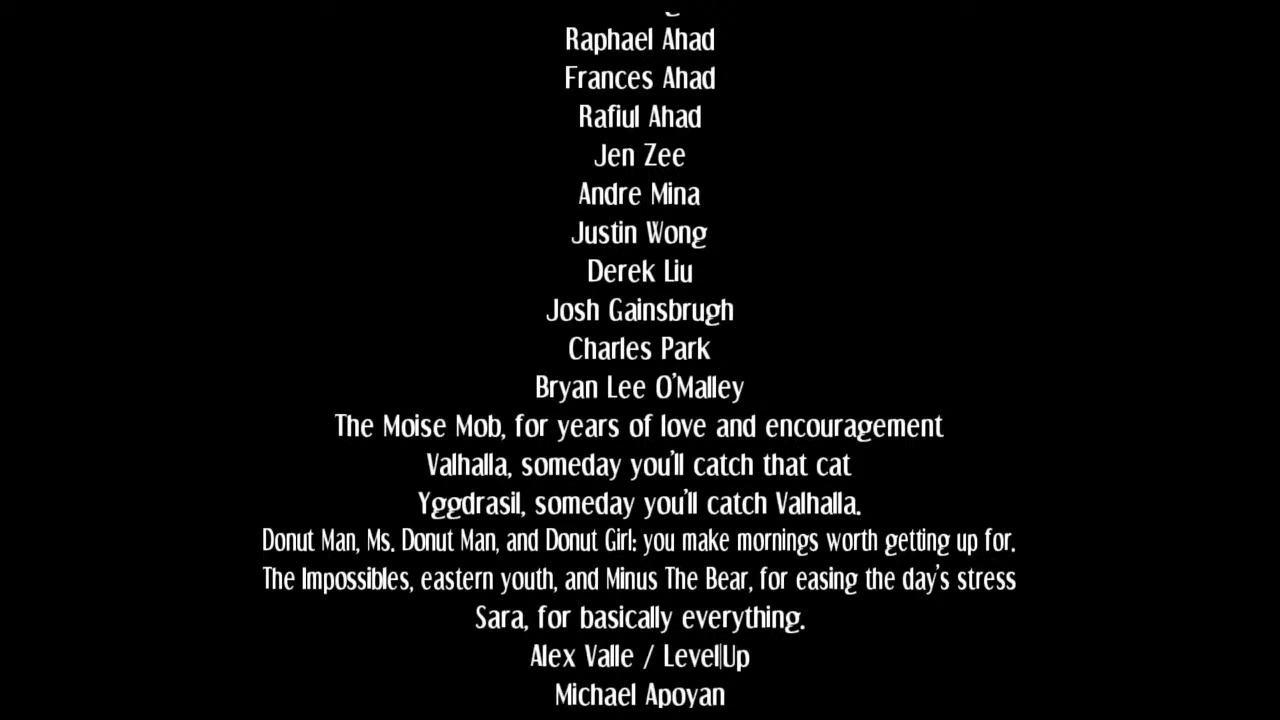 Raphael Ahad
Frances Ahad
Rafiul Ahad
Jen Zee
Andre Mina
Justin Wong
Derek Liu
Josh Gainsbrugh
Charles Park
Bryan Lee O'Malley
The Moise Mob, for years of love and encouragement
Valhalla, someday you'll catch that cat
Yggdrasil, someday you'll catch Valhalla.
Donut Man, Ms. Donut Man, and Donut Girl: you make mornings worth getting up for.
The Impossibles, eastern youth, and Minus The Bear, for easing the day's stress
Sara, for basically everything.
Alex Valle / Level|Up
Michael Apoyan